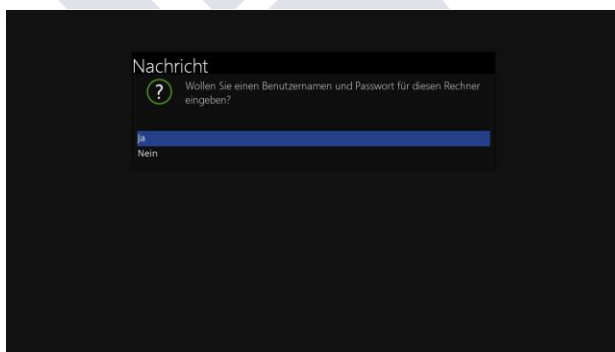 Nachricht
?
Wollen Sie einen Benutzernamen und Passwort für diesen Rechner
eingeben?
Ja
Nein